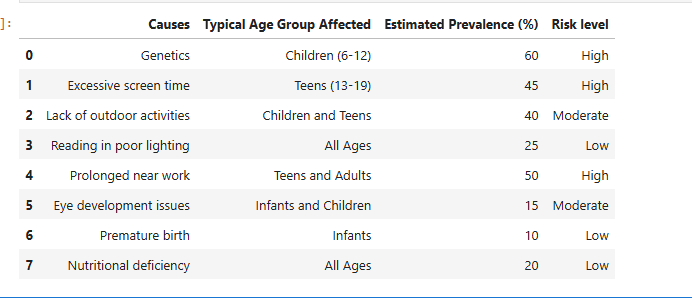 ]:
Causes Typical Age Group Affected Estimated Prevalence (%) Risk level
0 Genetics Children (6-12) 60 High
1 Excessive screen time Teens (13-19) 45 High
2 Lack of outdoor activities Children and Teens 40 Moderate
3 Reading in poor lighting All Ages 25 Low
4 Prolonged near work Teens and Adults 50 High
5 Eye development issues Infants and Children 15 Moderate
6 Premature birth Infants 10 Low
7 Nutritional deficiency All Ages 20 Low